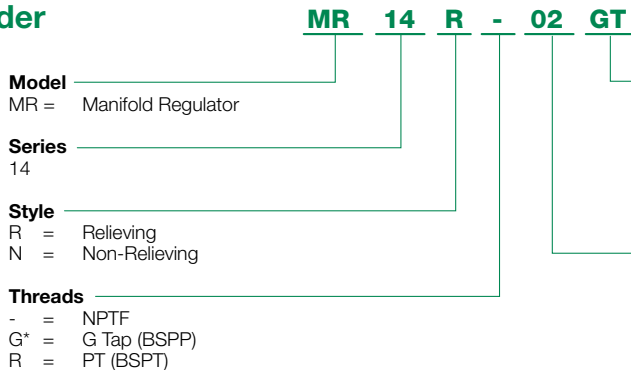 der
MR 14 R - 02 GT
Model
MR = Manifold Regulator
Series
14
Style
R = Relieving
N = Non-Relieving
Threads
- = NPTF
G* = G Tap (BSPP)
R = PT (BSPT)